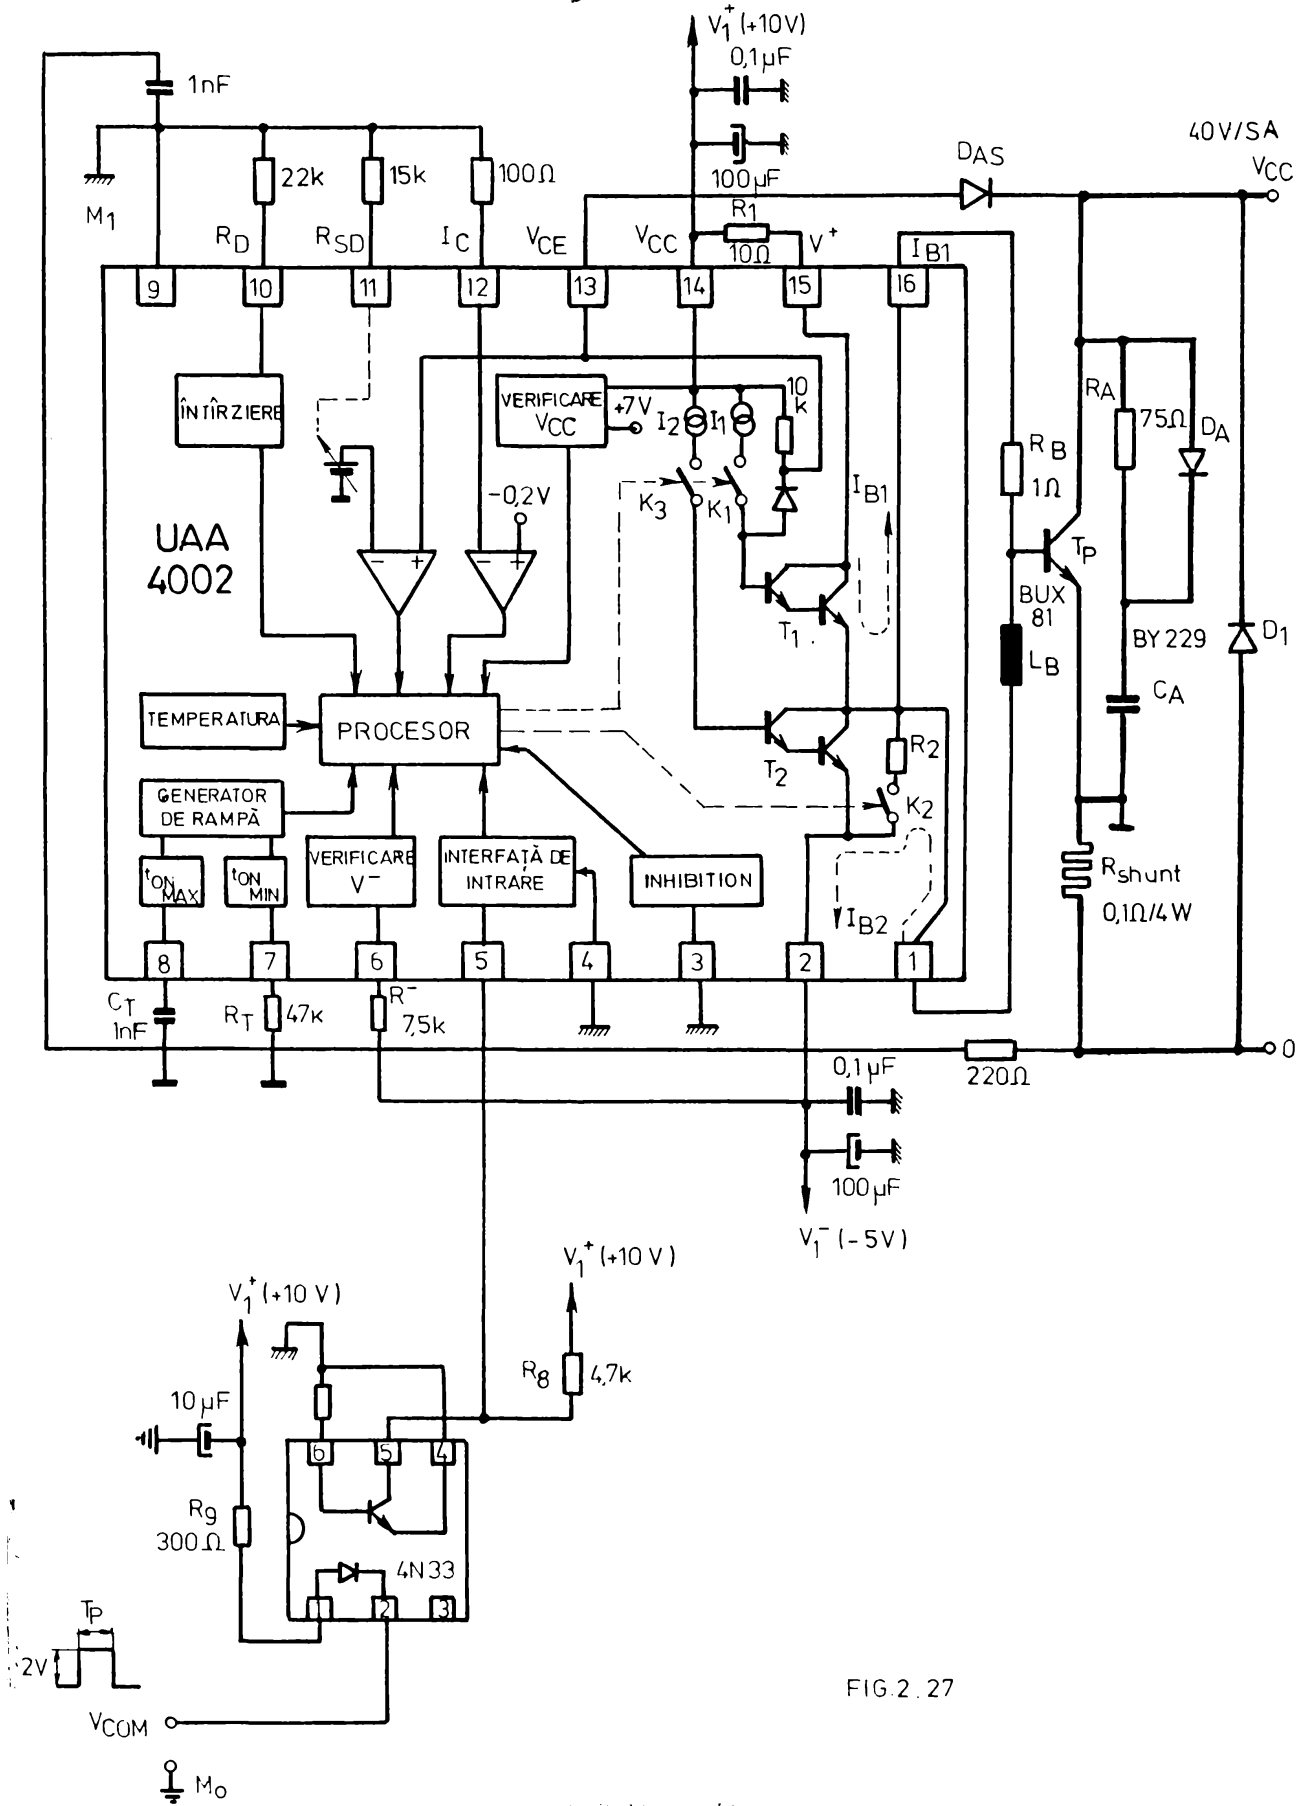 V1+ (+10V)
0,1µF
1nF
40V/5A
DAS
VCC
22k
15k
100Ω
100µF
M1
RD
RSD
IC
VCE
VCC
R1
10Ω
V+
IB1
9
10
11
12
13
14
15
16
ÎNTÎRZIERE
VERIFICARE
VCC
+7V
I2
I1
10
k
RA
75Ω
DA
RB
1Ω
-0,2V
K3
K1
IB1
UAA
4002
- +
- +
TP
BUX
81
T1
BY229
D1
LB
CA
TEMPERATURA
PROCESOR
T2
R2
K2
GENERATOR
DE RAMPĂ
VERIFICARE
V-
INTERFAȚĂ DE
INTRARE
INHIBITION
tON
MAX
tON
MIN
IB2
Rshunt
0,1Ω/4W
8
7
6
5
4
3
2
1
CT
1nF
RT
47k
R-
7,5k
0
220Ω
0,1µF
100µF
V1- (-5V)
V1+ (+10V)
V1+ (+10V)
R8
4,7k
10µF
6
5
4
R9
300Ω
4N33
1
2
3
TP
2V
FIG.2.27
VCOM
M0